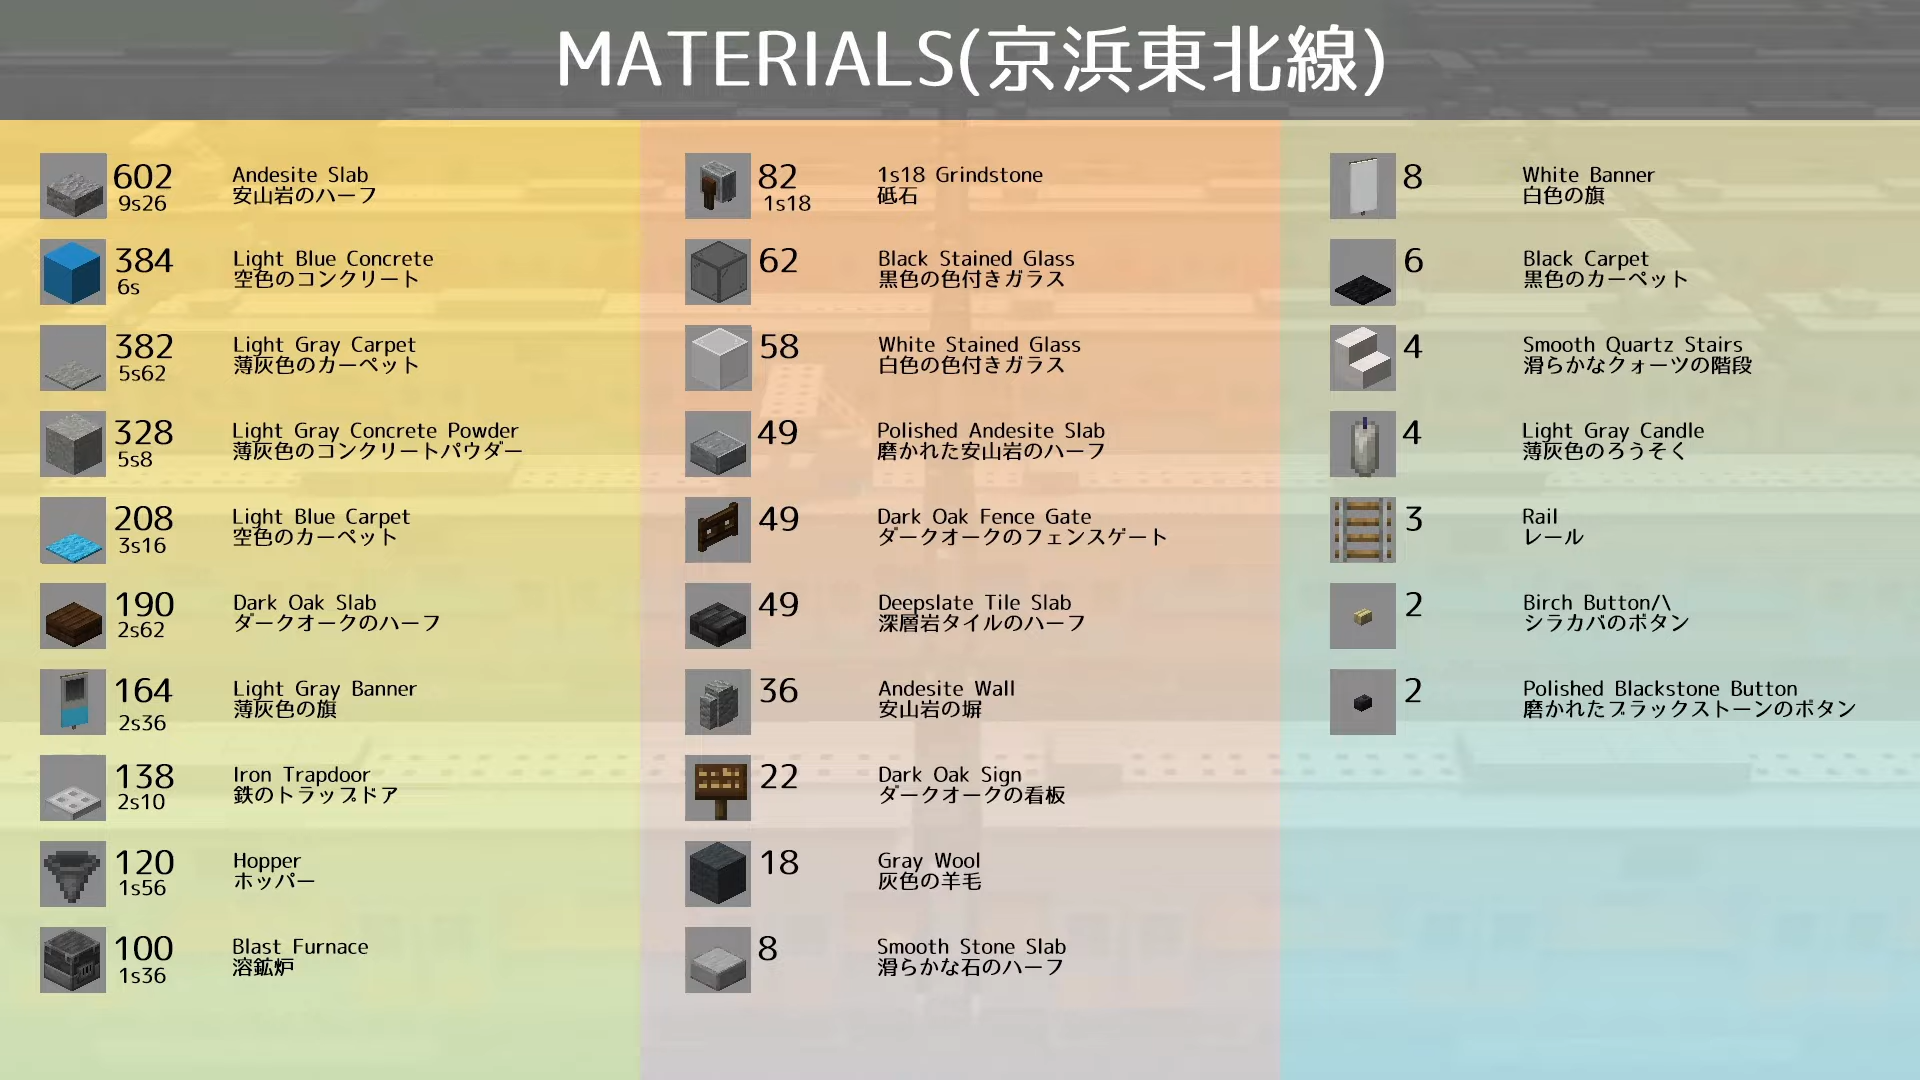 MATERIALS(京浜東北線)
602
9s26
Andesite Slab
安山岩のハーフ
384
6s
Light Blue Concrete
空色のコンクリート
382
5s62
Light Gray Carpet
薄灰色のカーペット
328
5s8
Light Gray Concrete Powder
薄灰色のコンクリートパウダー
208
3s16
Light Blue Carpet
空色のカーペット
190
2s62
Dark Oak Slab
ダークオークのハーフ
164
2s36
Light Gray Banner
薄灰色の旗
138
2s10
Iron Trapdoor
鉄のトラップドア
120
1s56
Hopper
ホッパー
100
1s36
Blast Furnace
溶鉱炉
82
1s18
1s18 Grindstone
砥石
62
Black Stained Glass
黒色の色付きガラス
58
White Stained Glass
白色の色付きガラス
49
Polished Andesite Slab
磨かれた安山岩のハーフ
49
Dark Oak Fence Gate
ダークオークのフェンスゲート
49
Deepslate Tile Slab
深層岩タイルのハーフ
36
Andesite Wall
安山岩の塀
22
Dark Oak Sign
ダークオークの看板
18
Gray Wool
灰色の羊毛
8
Smooth Stone Slab
滑らかな石のハーフ
8
White Banner
白色の旗
6
Black Carpet
黒色のカーペット
4
Smooth Quartz Stairs
滑らかなクォーツの階段
4
Light Gray Candle
薄灰色のろうそく
3
Rail
レール
2
Birch Button/\
シラカバのボタン
2
Polished Blackstone Button
磨かれたブラックストーンのボタン